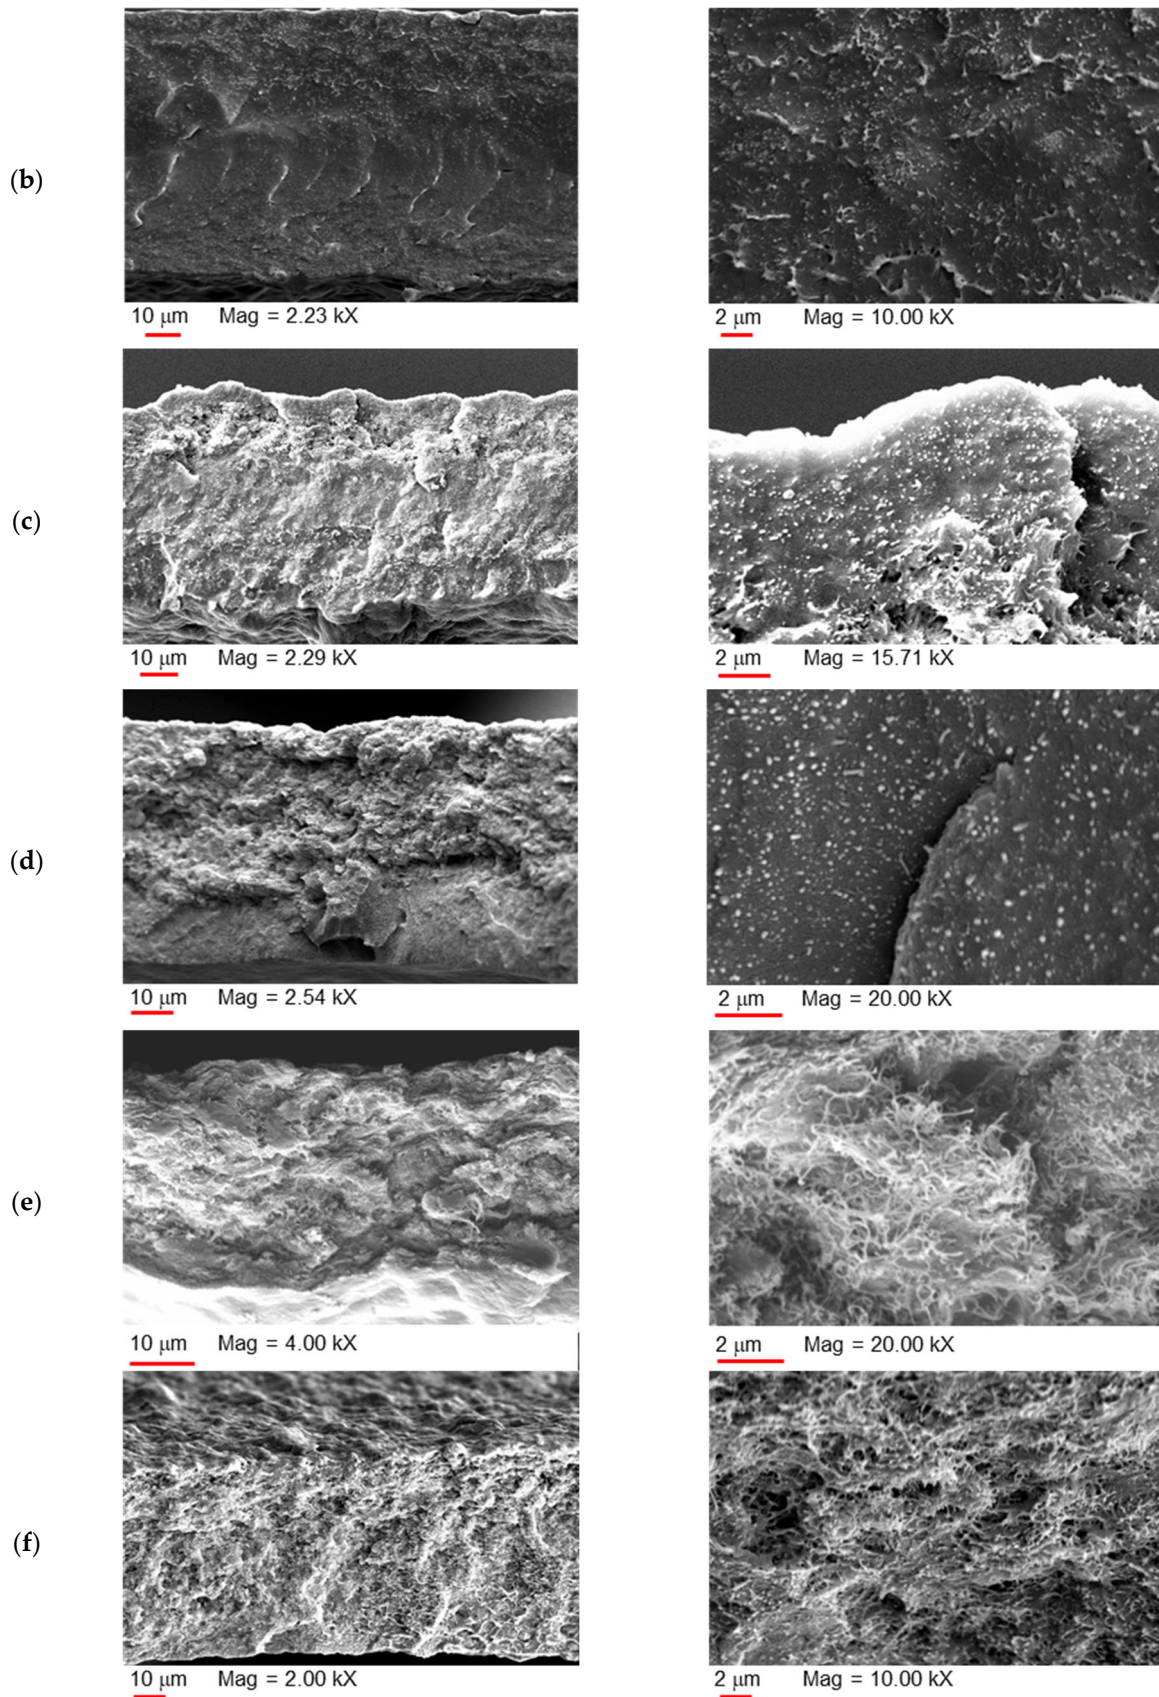 (b)
10 μm Mag = 2.23 kX 2 μm Mag = 10.00 kX
(c)
10 μm Mag = 2.29 kX 2 μm Mag = 15.71 kX
(d)
10 μm Mag = 2.54 kX 2 μm Mag = 20.00 kX
(e)
10 μm Mag = 4.00 kX 2 μm Mag = 20.00 kX
(f)
10 μm Mag = 2.00 kX 2 μm Mag = 10.00 kX